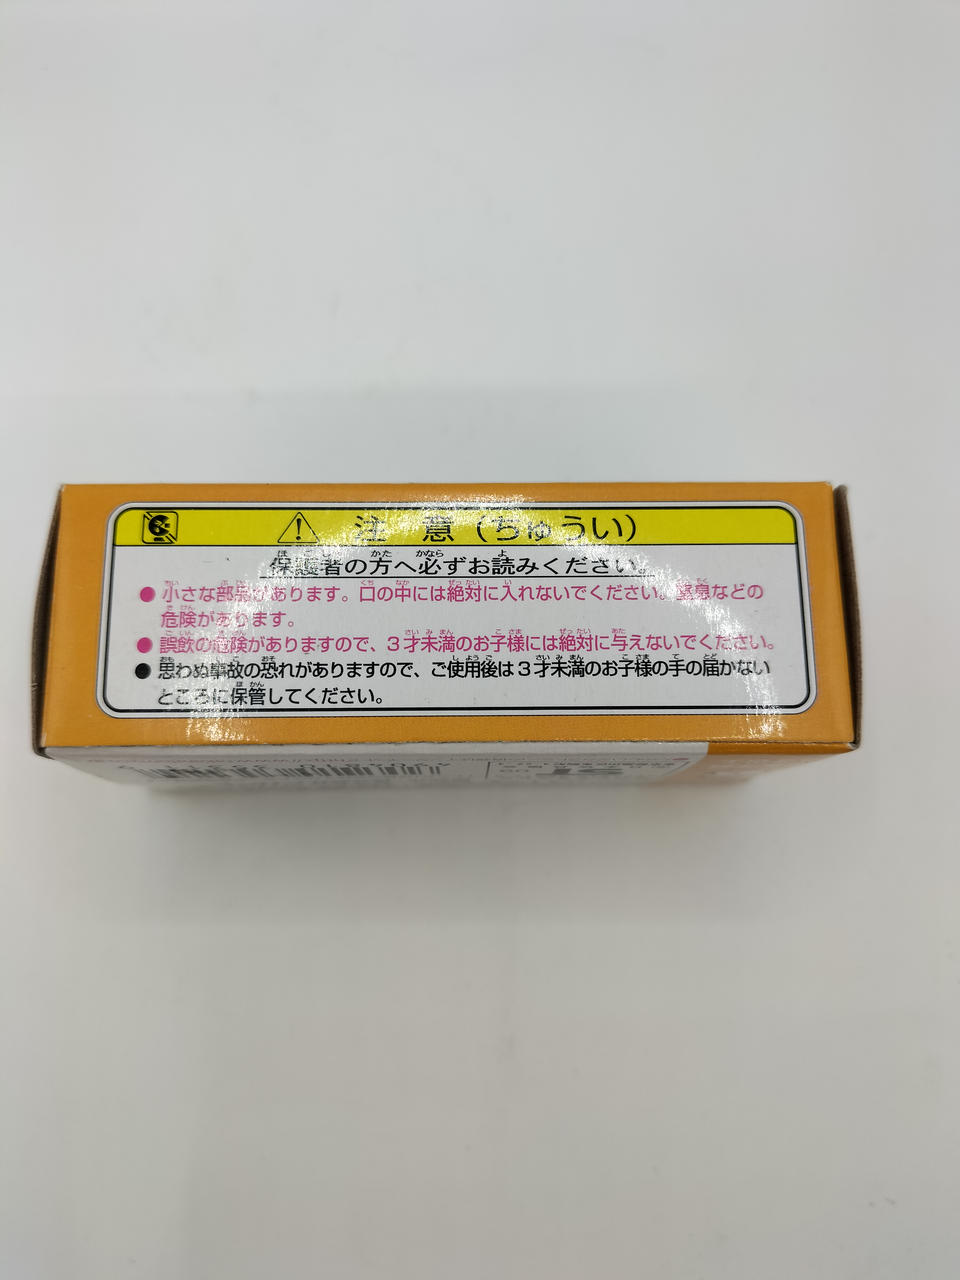 注 意（ちゅうい）
保護者の方へ必ずお読みください。
●小さな部品があります。口の中には絶対に入れないでください。窒息などの
危険があります。
●誤飲の危険がありますので、3才未満のお子様には絶対に与えないでください。
●思わぬ事故の恐れがありますので、ご使用後は3才未満のお子様の手の届かない
ところに保管してください。